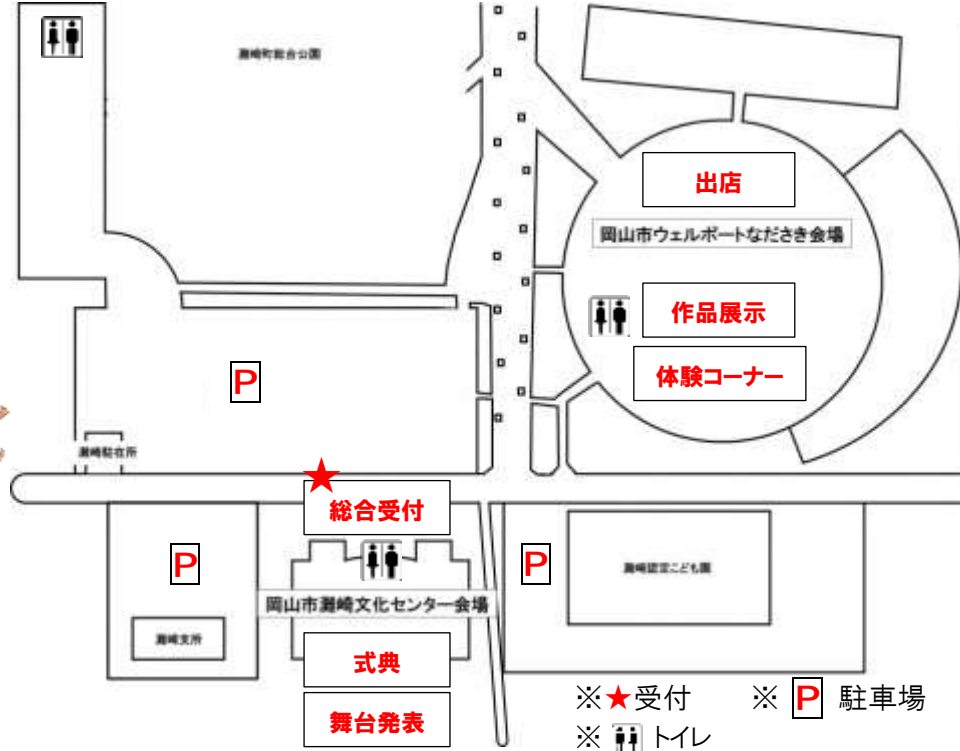 灘崎町総合公園
出店
岡山市ウェルポートなださき会場
作品展示
体験コーナー
P
灘崎駐在所
総合受付
P
P
灘崎認定こども園
岡山市灘崎文化センター会場
灘崎支所
式典
舞台発表
※★受付 ※ P 駐車場
※ トイレ